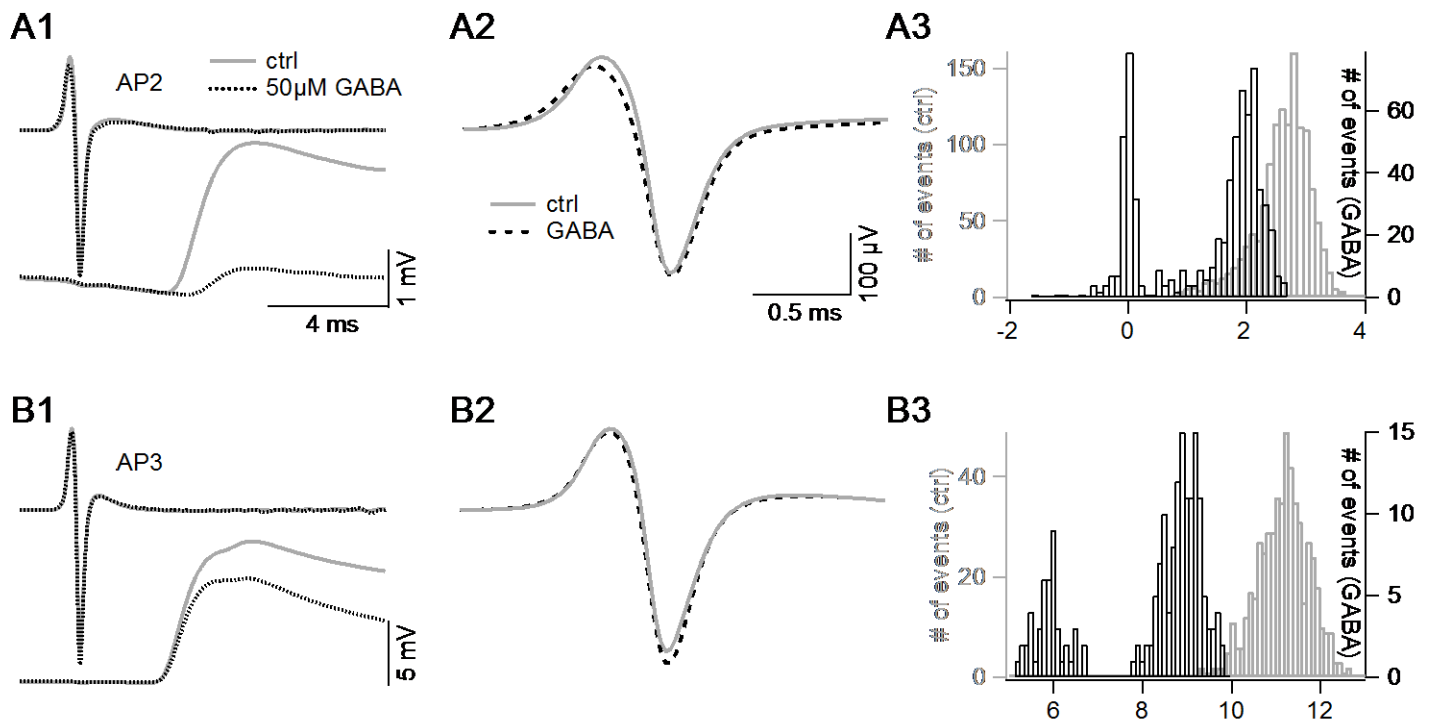 A1
AP2
ctrl
50µM GABA
1 mV
4 ms
A2
ctrl
GABA
100 µV
0.5 ms
A3
# of events (ctrl)
150
100
50
0
# of events (GABA)
60
40
20
0
-2 0 2 4
B1
AP3
5 mV
B2
B3
# of events (ctrl)
40
20
0
# of events (GABA)
15
10
5
0
6 8 10 12